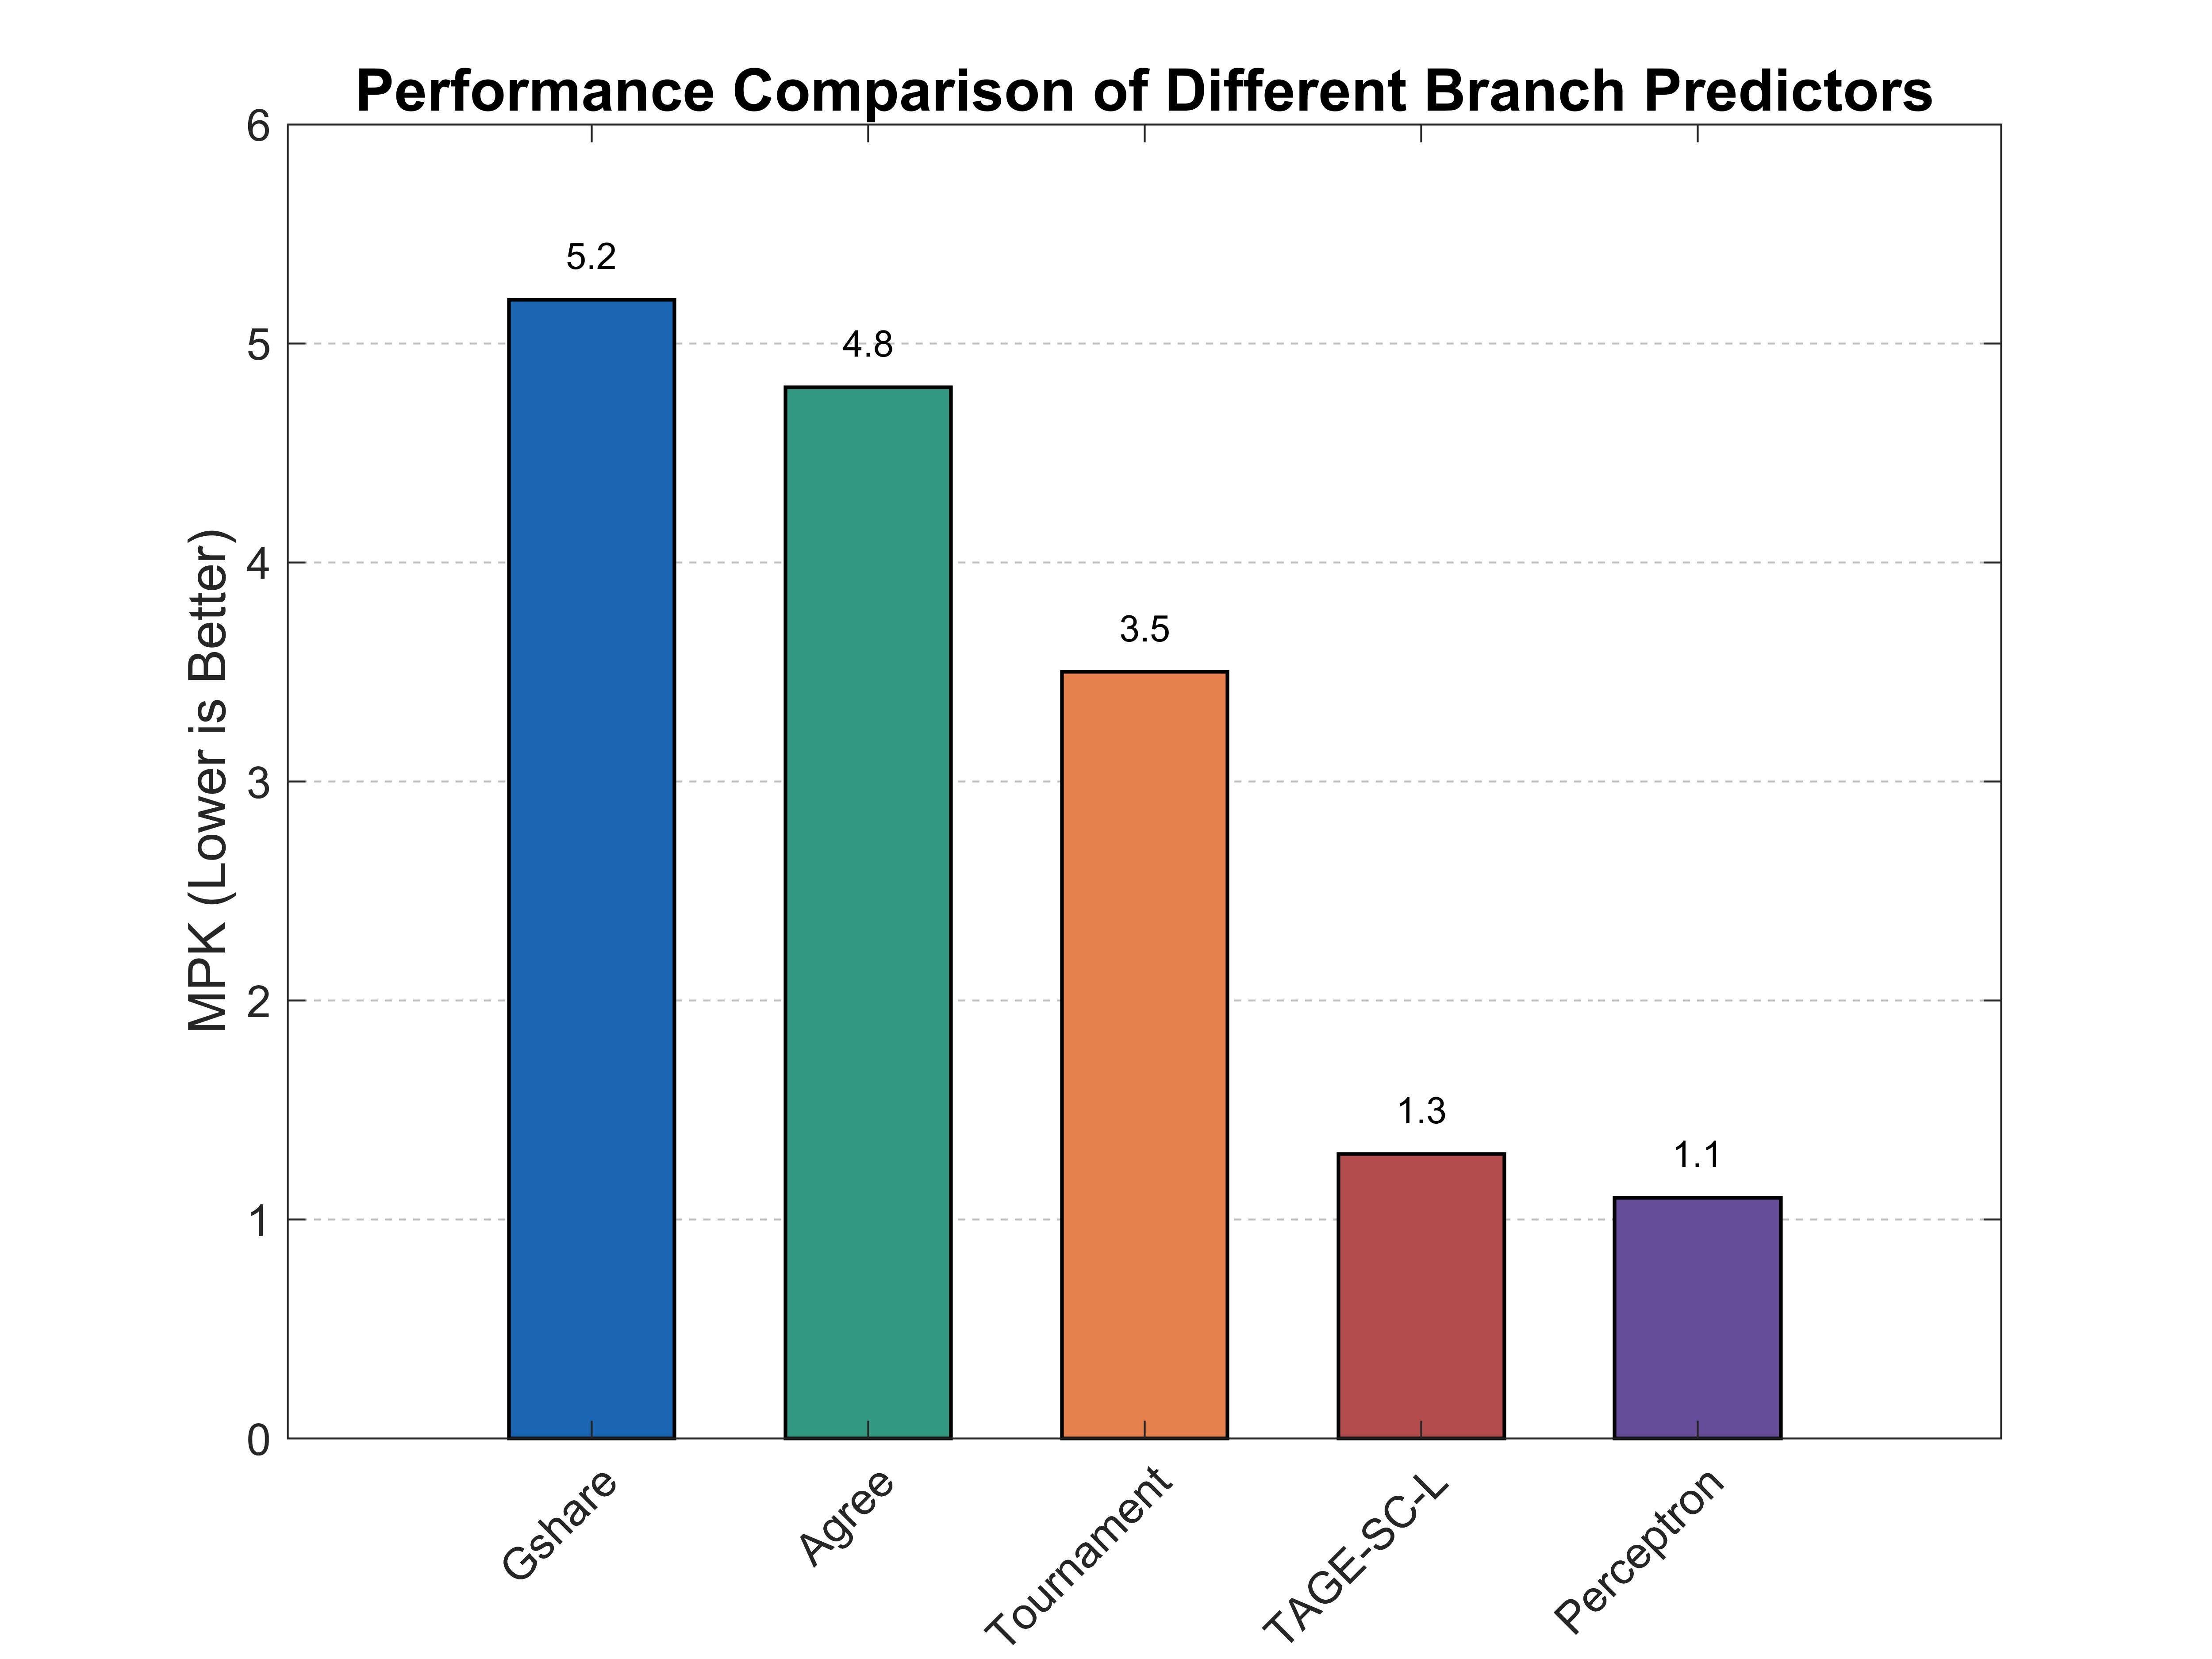 Performance Comparison of Different Branch Predictors
MPK (Lower is Better)
6
5
4
3
2
1
0
5.2
4.8
3.5
1.3
1.1
Gshare
Agree
Tournament
TAGE-SC-L
Perceptron